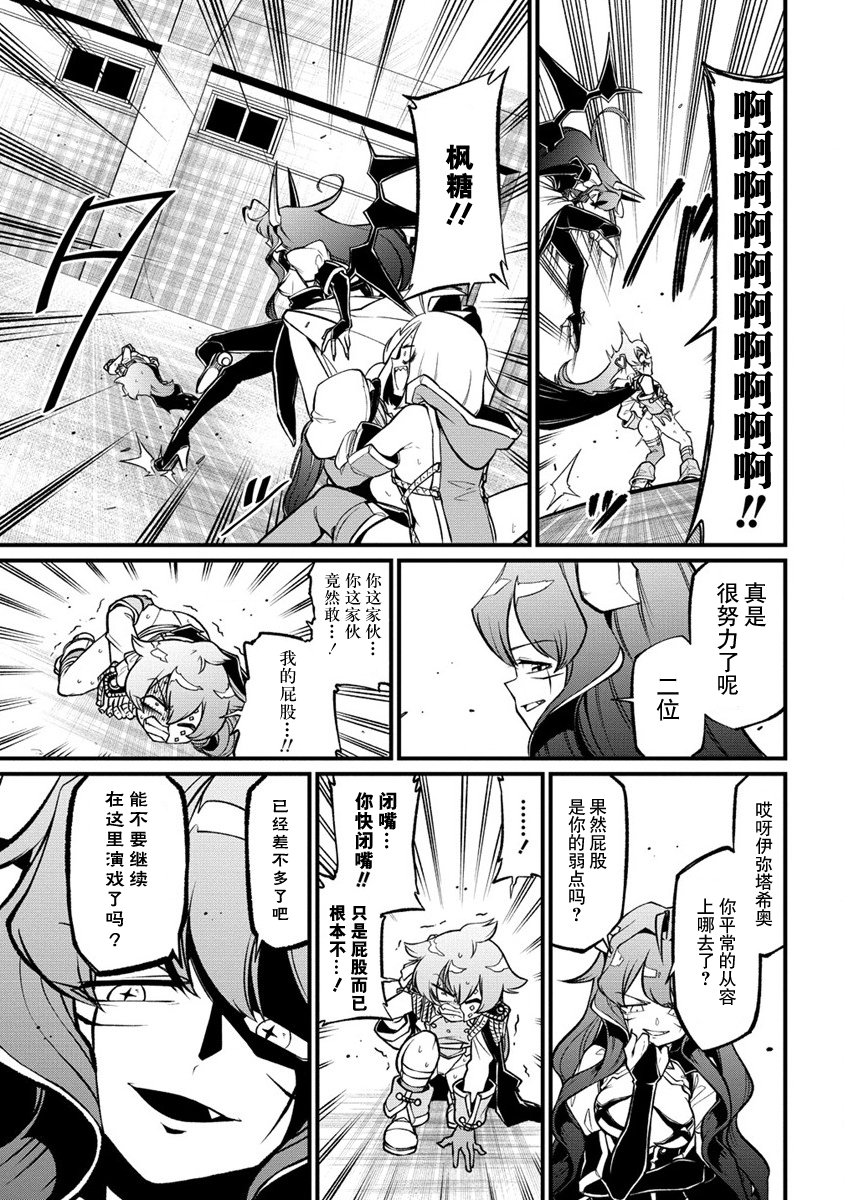 啊啊啊啊啊啊啊啊啊啊!!
枫糖!!
真是
很努力了呢
二位
你这家伙…
你这家伙
竟然敢…!
我的屁股…!!
哎呀伊弥塔希奥
你平常的从容
上哪去了?
果然屁股
是你的弱点吗?
……!
闭嘴…
你快闭嘴!!
只是屁股而已
根本不…!
已经差不多了吧
能不要继续
在这里演戏了吗?